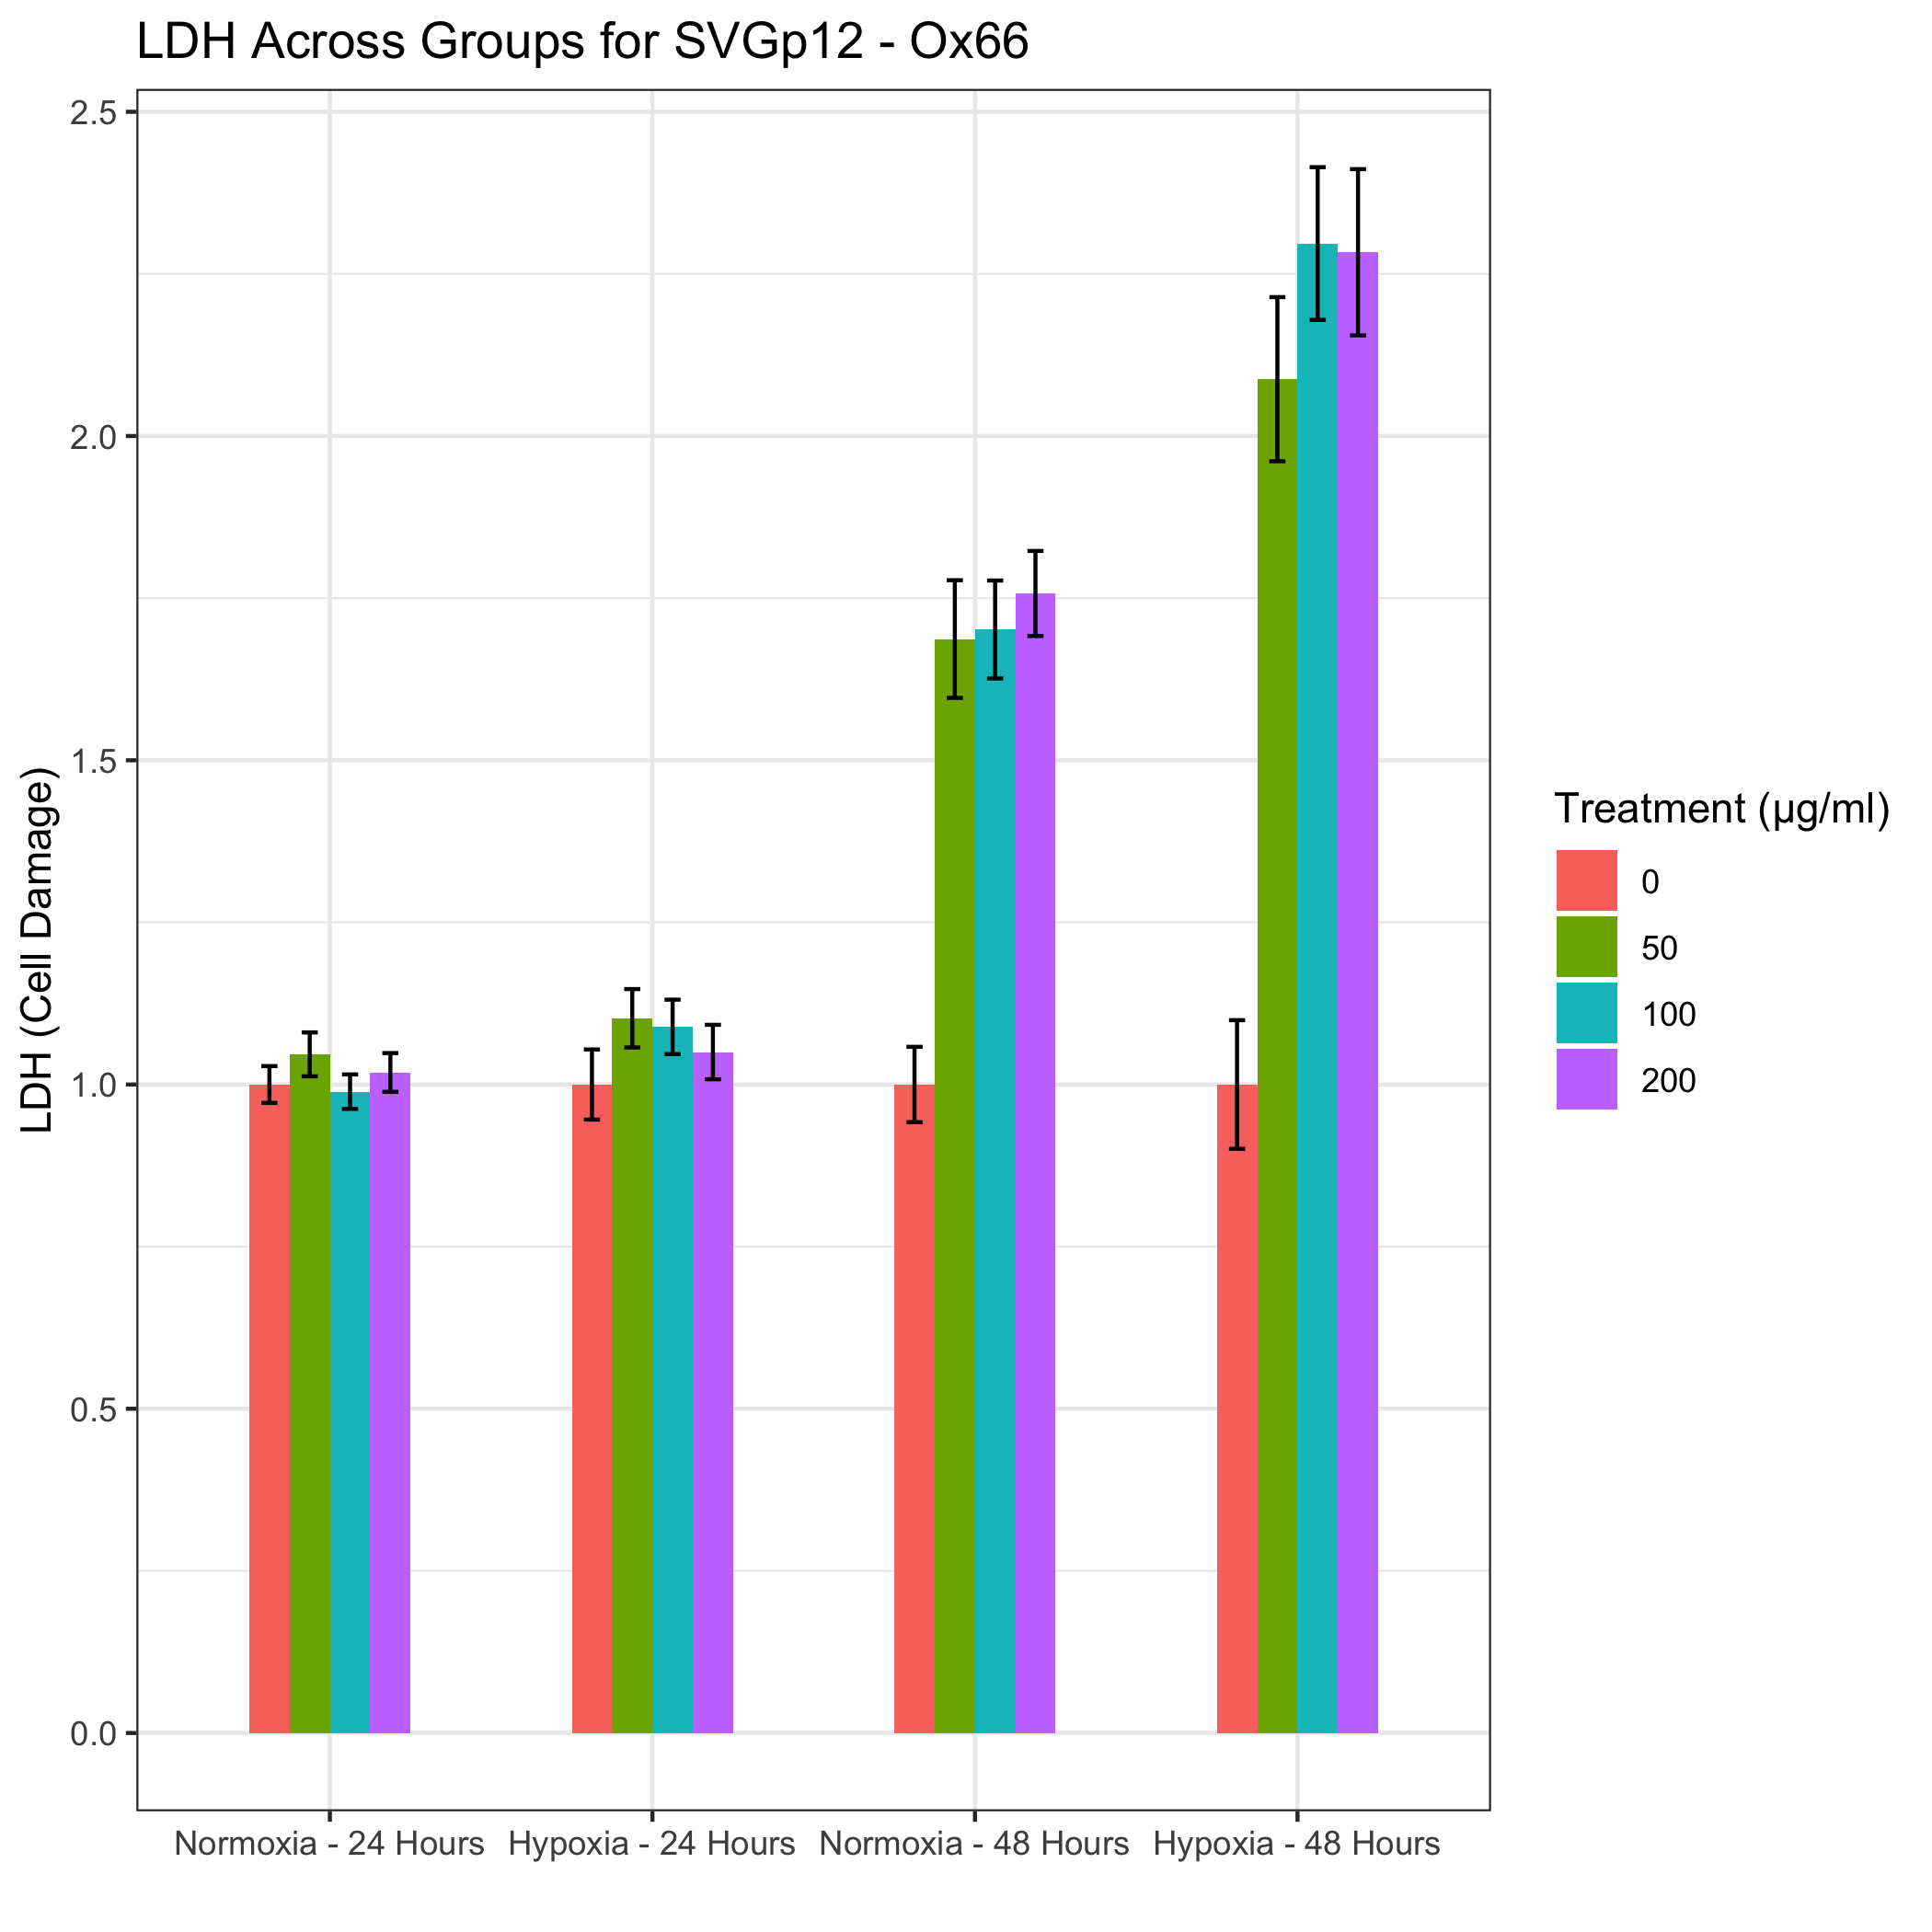 LDH Across Groups for SVGp12 - Ox66
LDH (Cell Damage)
2.5
2.0
1.5
1.0
0.5
0.0
Normoxia - 24 Hours
Hypoxia - 24 Hours
Normoxia - 48 Hours
Hypoxia - 48 Hours
Treatment (µg/ml)
0
50
100
200